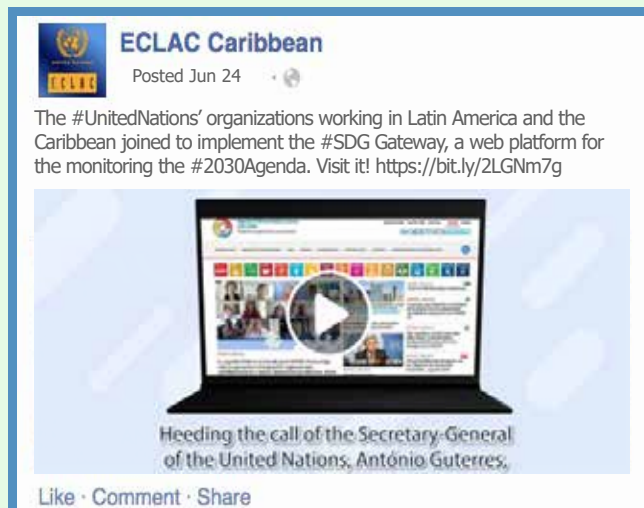 ECLAC
ECLAC Caribbean
Posted Jun 24 ·
The #UnitedNations' organizations working in Latin America and the
Caribbean joined to implement the #SDG Gateway, a web platform for
the monitoring the #2030Agenda. Visit it! https://bit.ly/2LGNm7g
Heeding the call of the Secretary-General
of the United Nations, António Guterres,
Like · Comment · Share